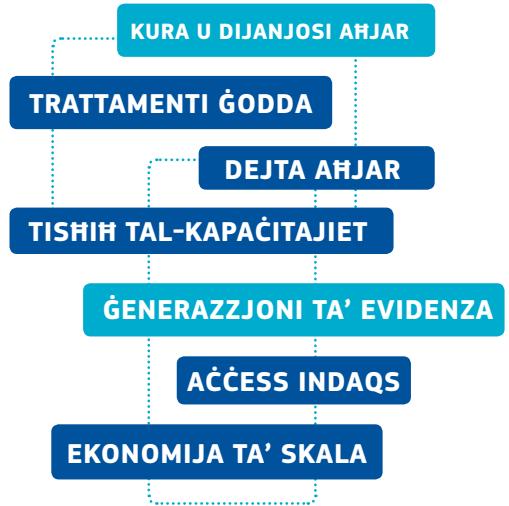 KURA U DIJANJOSI AĦJAR
TRATTAMENTI ĠODDA
DEJTA AĦJAR
TISĦIĦ TAL-KAPAĊITAJIET
ĠENERAZZJONI TA’ EVIDENZA
AĊĊESS INDAQS
EKONOMIJA TA’ SKALA